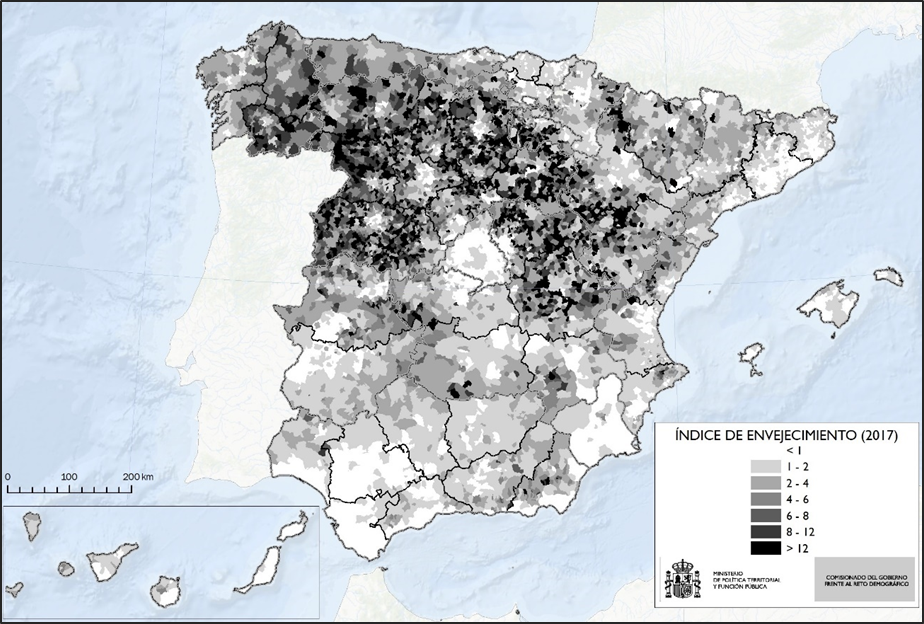 ÍNDICE DE ENVEJECIMIENTO (2017)
< 1
1 - 2
2 - 4
4 - 6
6 - 8
8 - 12
> 12
0 100 200 km
MINISTERIO
DE POLÍTICA TERRITORIAL
Y FUNCIÓN PÚBLICA
COMISIONADO DEL GOBIERNO
FRENTE AL RETO DEMOGRÁFICO